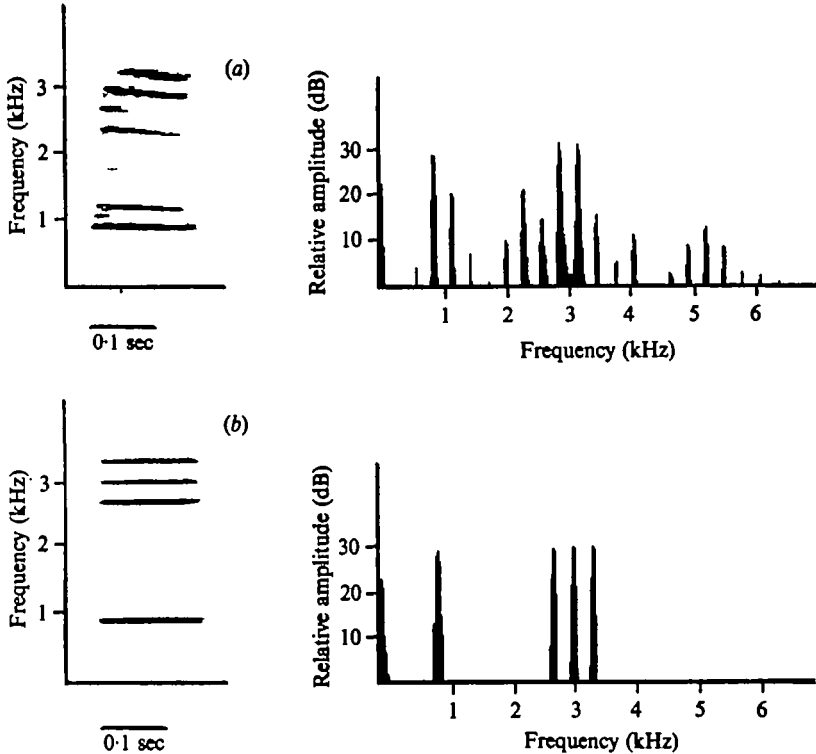 (a)
Frequency (kHz)
3
2
1
0·1 sec
Relative amplitude (dB)
30
20
10
1 2 3 4 5 6
Frequency (kHz)
(b)
Frequency (kHz)
3
2
1
0·1 sec
Relative amplitude (dB)
30
20
10
1 2 3 4 5 6
Frequency (kHz)